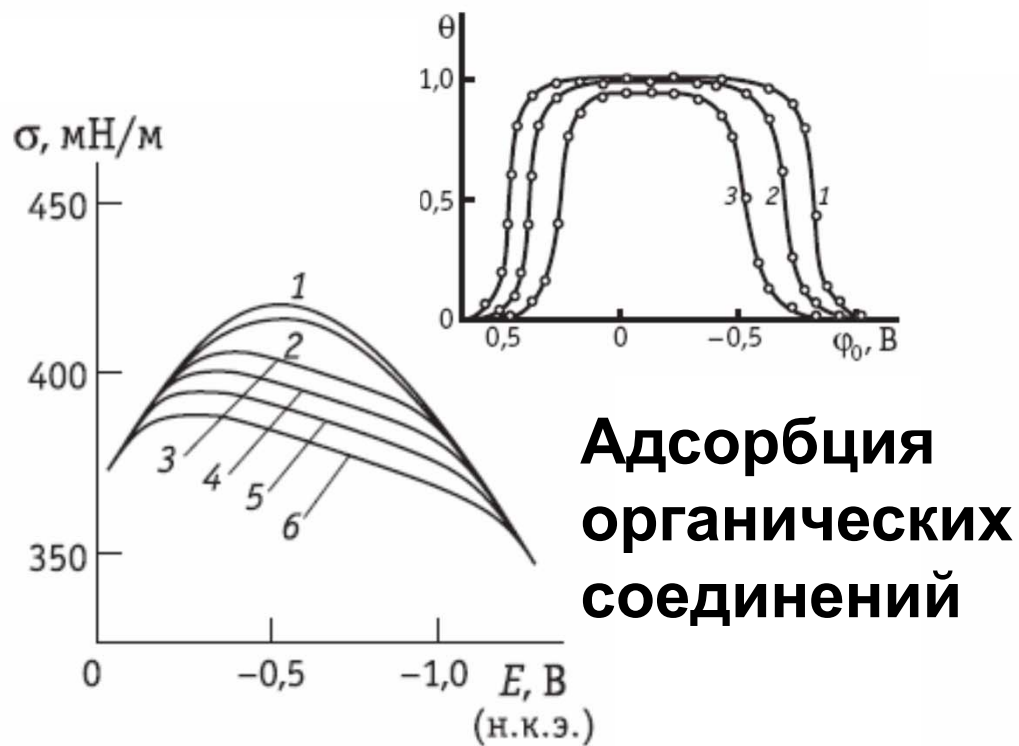 θ
1,0
0,5
0
3 2 1
0,5 0 −0,5 φ₀, В
σ, мН/м
450
400
350
1
2
3
4
5
6
0 −0,5 −1,0 E, В
(н.к.э.)
Адсорбция
органических
соединений